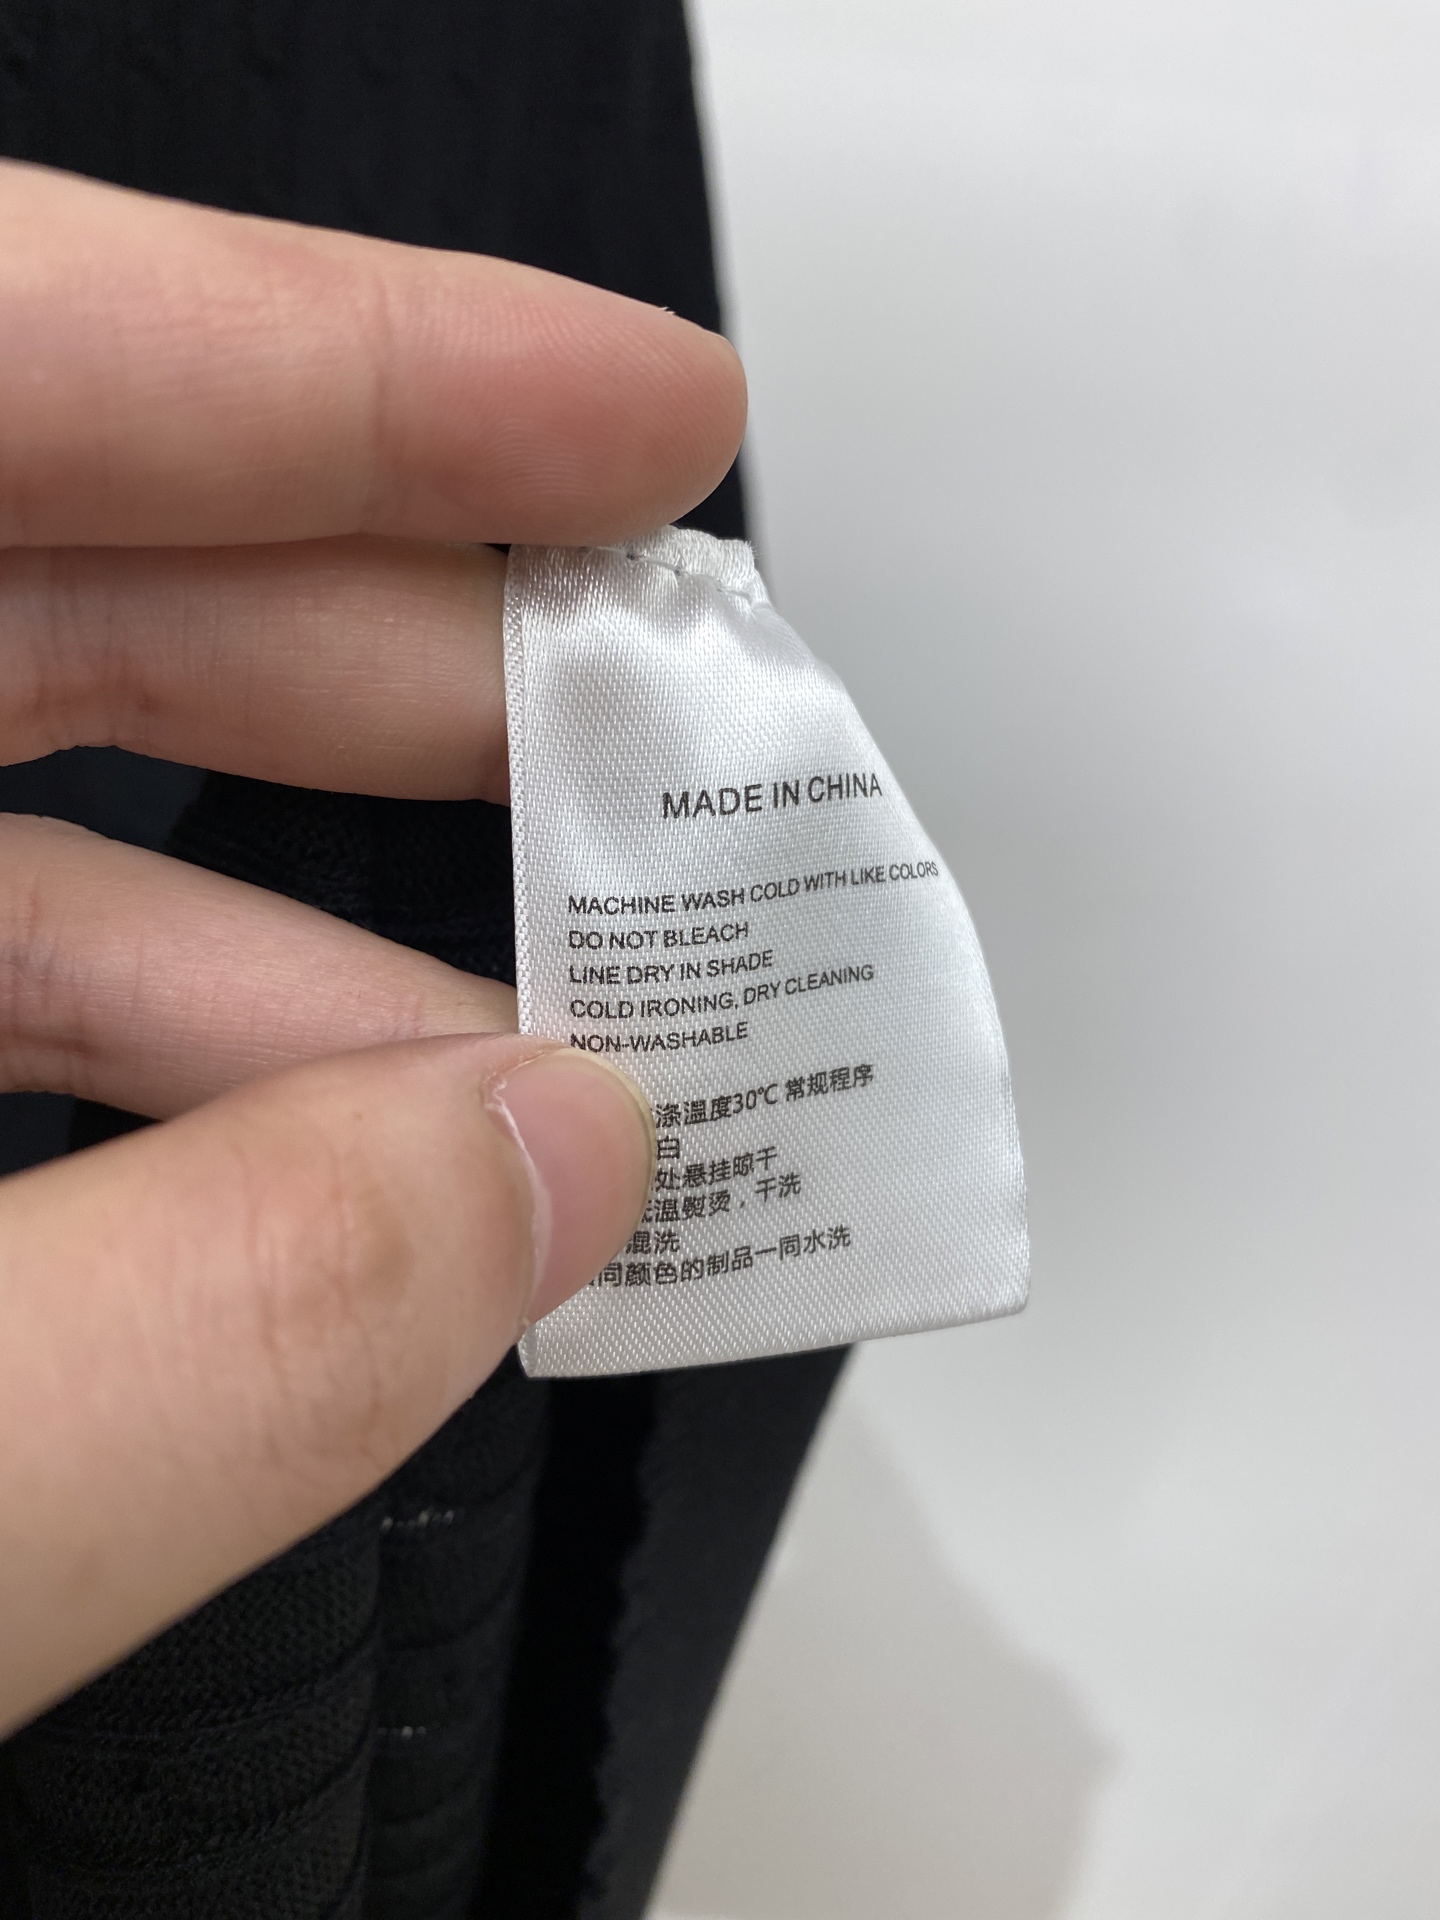 MADE IN CHINA
MACHINE WASH COLD WITH LIKE COLORS
DO NOT BLEACH
LINE DRY IN SHADE
COLD IRONING, DRY CLEANING
NON-WASHABLE
涤温度30℃ 常规程序
白
处悬挂晾干
温熨烫，干洗
混洗
同颜色的制品一同水洗